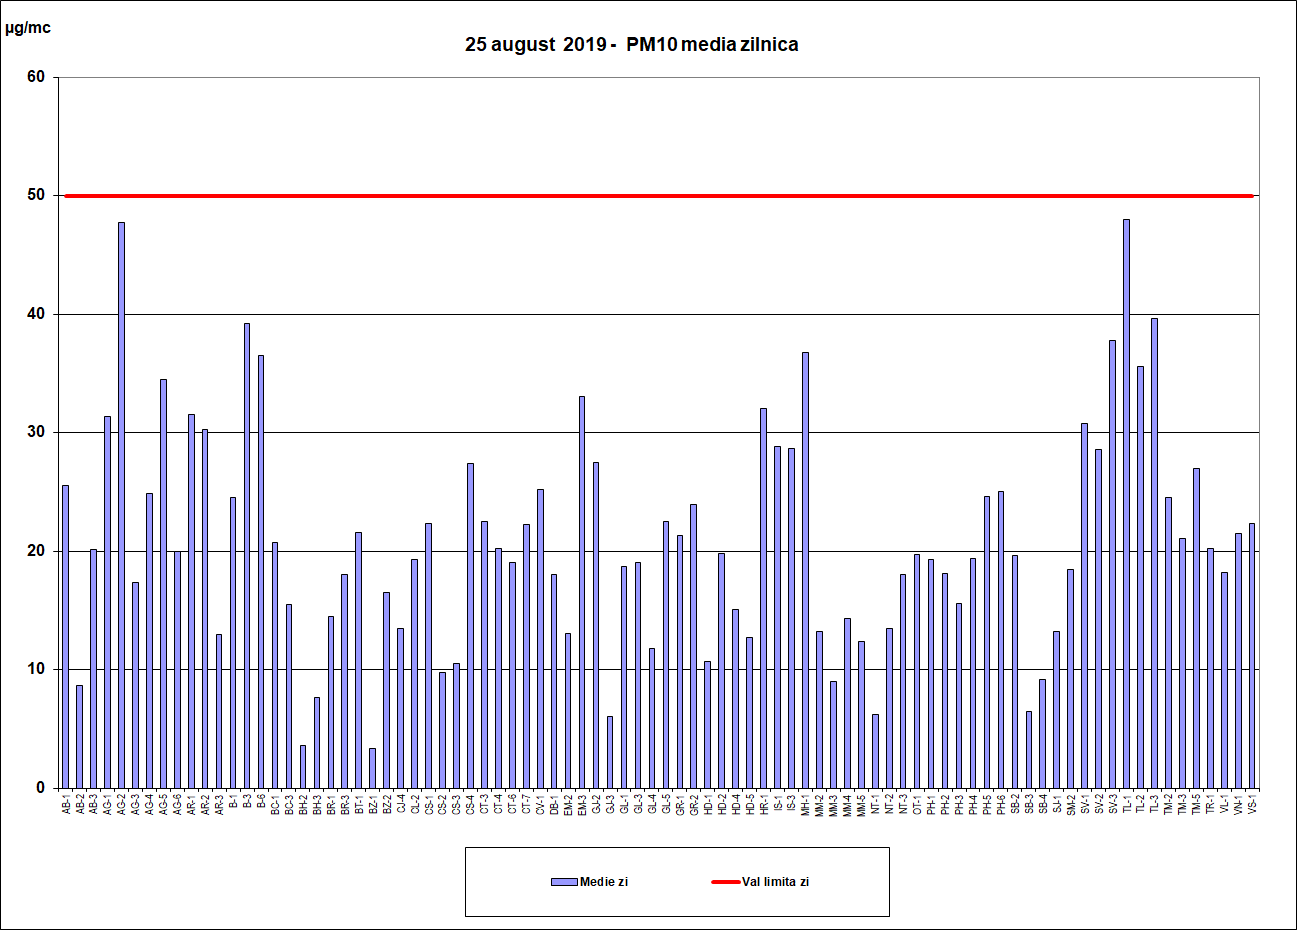 µg/mc
25 august 2019 - PM10 media zilnica
60
50
40
30
20
10
0
AB-1
AB-2
AB-3
AG-1
AG-2
AG-3
AG-4
AG-5
AG-6
AR-1
AR-2
AR-3
B-1
B-3
B-6
BC-1
BC-3
BH-2
BH-3
BR-1
BR-3
BT-1
BZ-1
BZ-2
CJ-4
CL-2
CS-1
CS-2
CS-3
CS-4
CT-3
CT-4
CT-6
CT-7
CV-1
DB-1
EM-2
EM-3
GJ-2
GJ-3
GL-1
GL-3
GL-4
GL-5
GR-1
GR-2
HD-1
HD-2
HD-4
HD-5
HR-1
IS-1
IS-3
MH-1
MM-2
MM-3
MM-4
MM-5
NT-1
NT-2
NT-3
OT-1
PH-1
PH-2
PH-3
PH-4
PH-5
PH-6
SB-2
SB-3
SB-4
SJ-1
SM-2
SV-1
SV-2
SV-3
TL-1
TL-2
TL-3
TM-2
TM-3
TM-5
TR-1
VL-1
VN-1
VS-1
Medie zi
Val limita zi